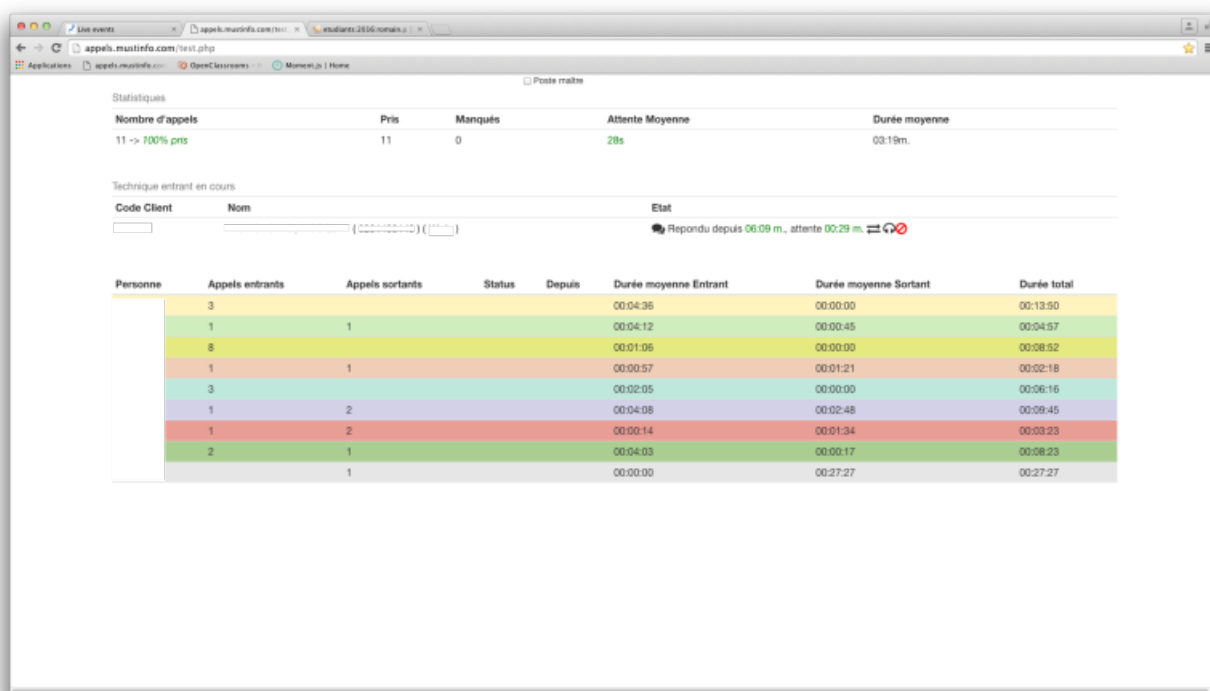 Live events
appels.mustinfo.com/test.
etudiants:2016:romain.
appels.mustinfo.com/test.php
Applications appels.mustinfo.com OpenClassrooms - Moment.js | Home
Poste maître
Statistiques
Nombre d'appels Pris Manqués Attente Moyenne Durée moyenne
11 -> 100% pris 11 0 28s 03:19m.
Technique entrant en cours
Code Client Nom Etat
( ) ( ) Repondu depuis 06:09 m., attente 00:29 m.
Personne Appels entrants Appels sortants Status Depuis Durée moyenne Entrant Durée moyenne Sortant Durée total
3 00:04:36 00:00:00 00:13:50
1 1 00:04:12 00:00:45 00:04:57
8 00:01:06 00:00:00 00:08:52
1 1 00:00:57 00:01:21 00:02:18
3 00:02:05 00:00:00 00:06:16
1 2 00:04:08 00:02:48 00:09:45
1 2 00:00:14 00:01:34 00:03:23
2 1 00:04:03 00:00:17 00:08:23
1 00:00:00 00:27:27 00:27:27